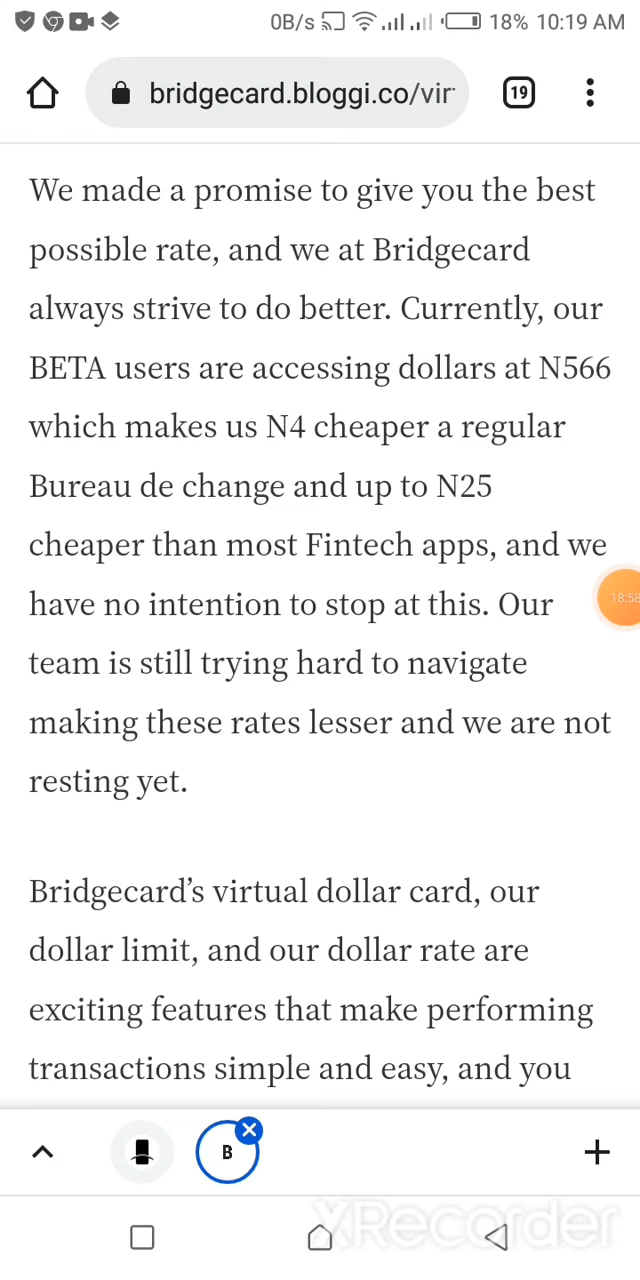 0B/s 18% 10:19 AM
bridgecard.bloggi.co/vir
19
We made a promise to give you the best
possible rate, and we at Bridgecard
always strive to do better. Currently, our
BETA users are accessing dollars at N566
which makes us N4 cheaper a regular
Bureau de change and up to N25
cheaper than most Fintech apps, and we
have no intention to stop at this. Our
18:58
team is still trying hard to navigate
making these rates lesser and we are not
resting yet.
Bridgecard’s virtual dollar card, our
dollar limit, and our dollar rate are
exciting features that make performing
transactions simple and easy, and you
B
XRecorder